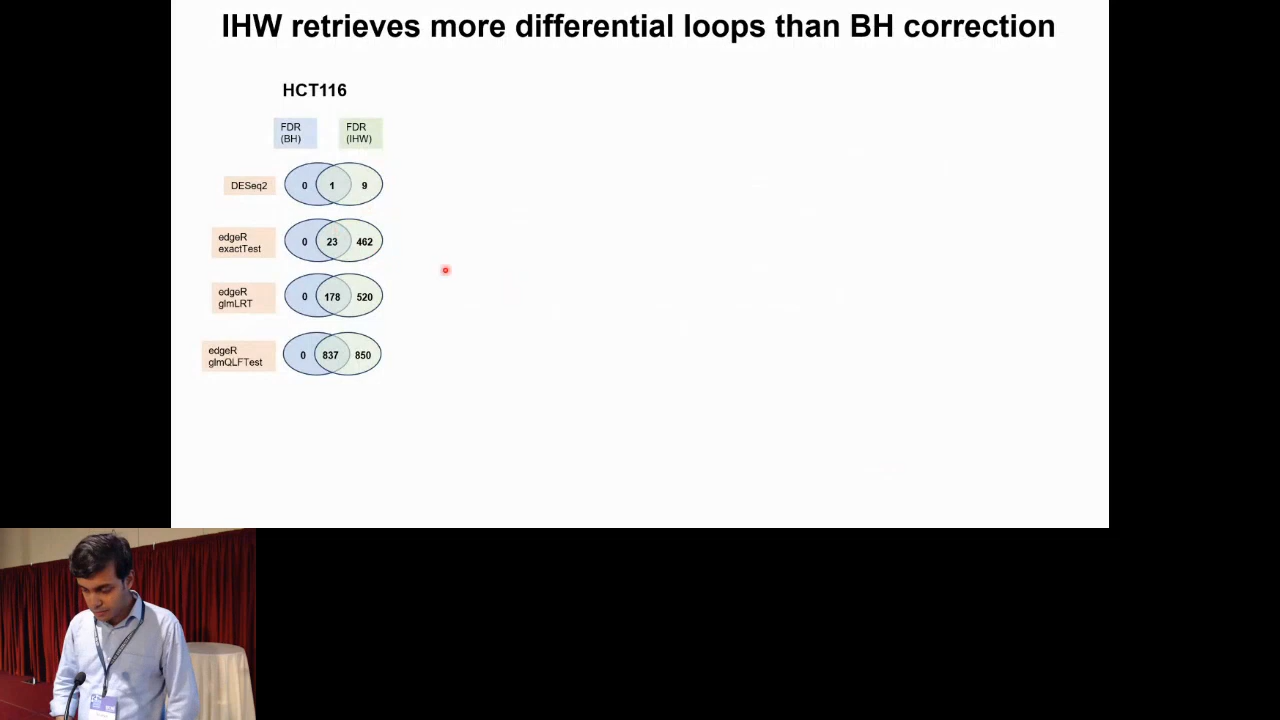 IHW retrieves more differential loops than BH correction
HCT116
FDR
(BH)
FDR
(IHW)
DESeq2
0 1 9
edgeR
exactTest
0 23 462
edgeR
glmLRT
0 178 520
edgeR
glmQLFTest
0 837 850